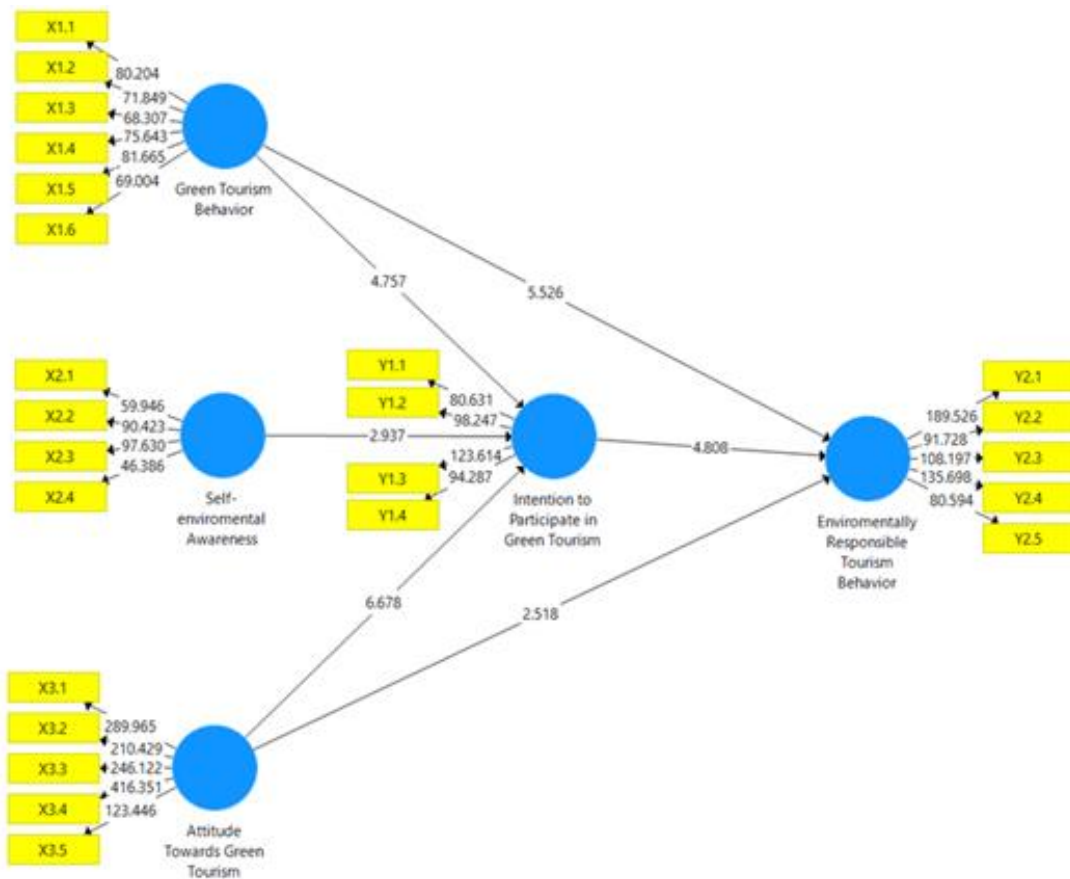 X1.1
X1.2
X1.3
X1.4
X1.5
X1.6
80.204
71.849
68.307
75.643
81.665
69.004
Green Tourism
Behavior
4.757
5.526
X2.1
X2.2
X2.3
X2.4
59.946
90.423
97.630
46.386
Self-
enviromental
Awareness
2.937
Y1.1
Y1.2
Y1.3
Y1.4
80.631
98.247
123.614
94.287
Intention to
Participate in
Green Tourism
4.808
Y2.1
Y2.2
Y2.3
Y2.4
Y2.5
189.526
91.728
108.197
135.698
80.594
Enviromentally
Responsible
Tourism
Behavior
6.678
2.518
X3.1
X3.2
X3.3
X3.4
X3.5
289.965
210.429
246.122
416.351
123.446
Attitude
Towards Green
Tourism